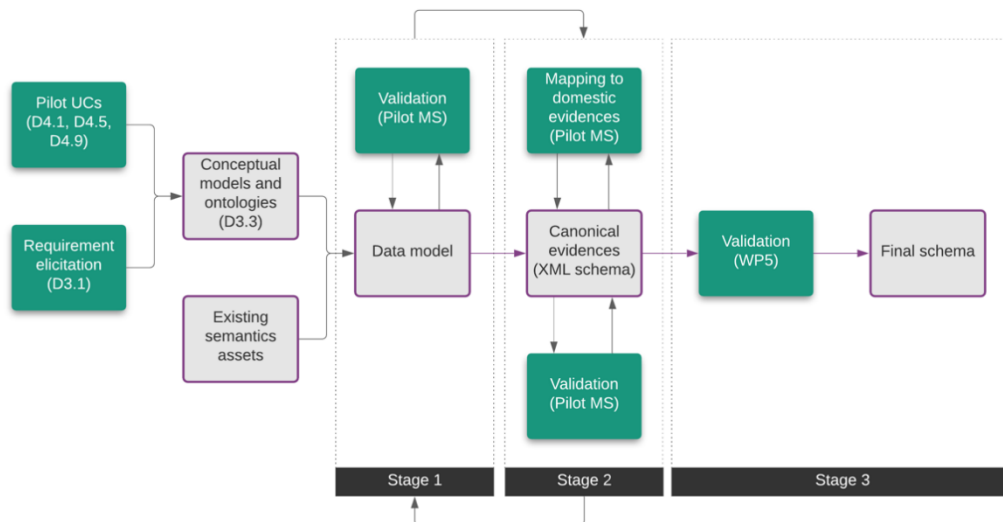 Pilot UCs
(D4.1, D4.5,
D4.9)
Requirement
elicitation
(D3.1)
Conceptual
models and
ontologies
(D3.3)
Existing
semantics
assets
Validation
(Pilot MS)
Data model
Stage 1
Mapping to
domestic
evidences
(Pilot MS)
Canonical
evidences
(XML schema)
Validation
(Pilot MS)
Stage 2
Validation
(WP5)
Final schema
Stage 3